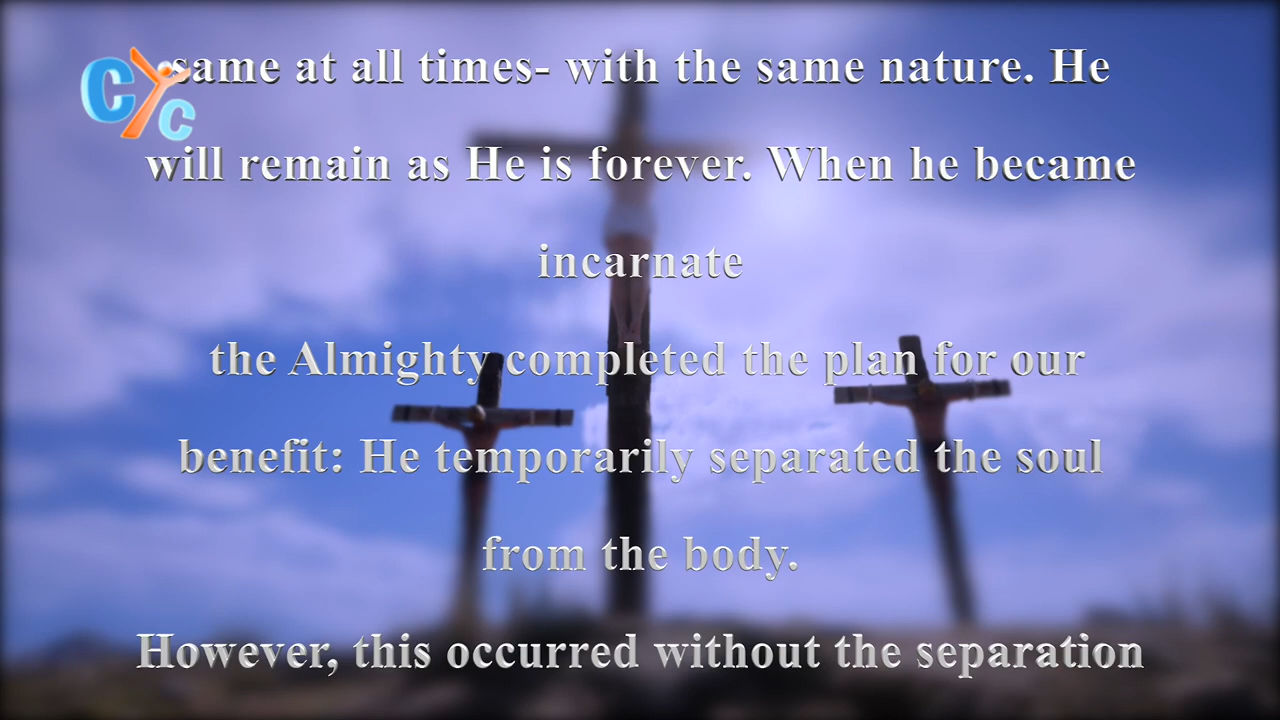 CYC
same at all times- with the same nature. He
will remain as He is forever. When he became
incarnate
the Almighty completed the plan for our
benefit: He temporarily separated the soul
from the body.
However, this occurred without the separation